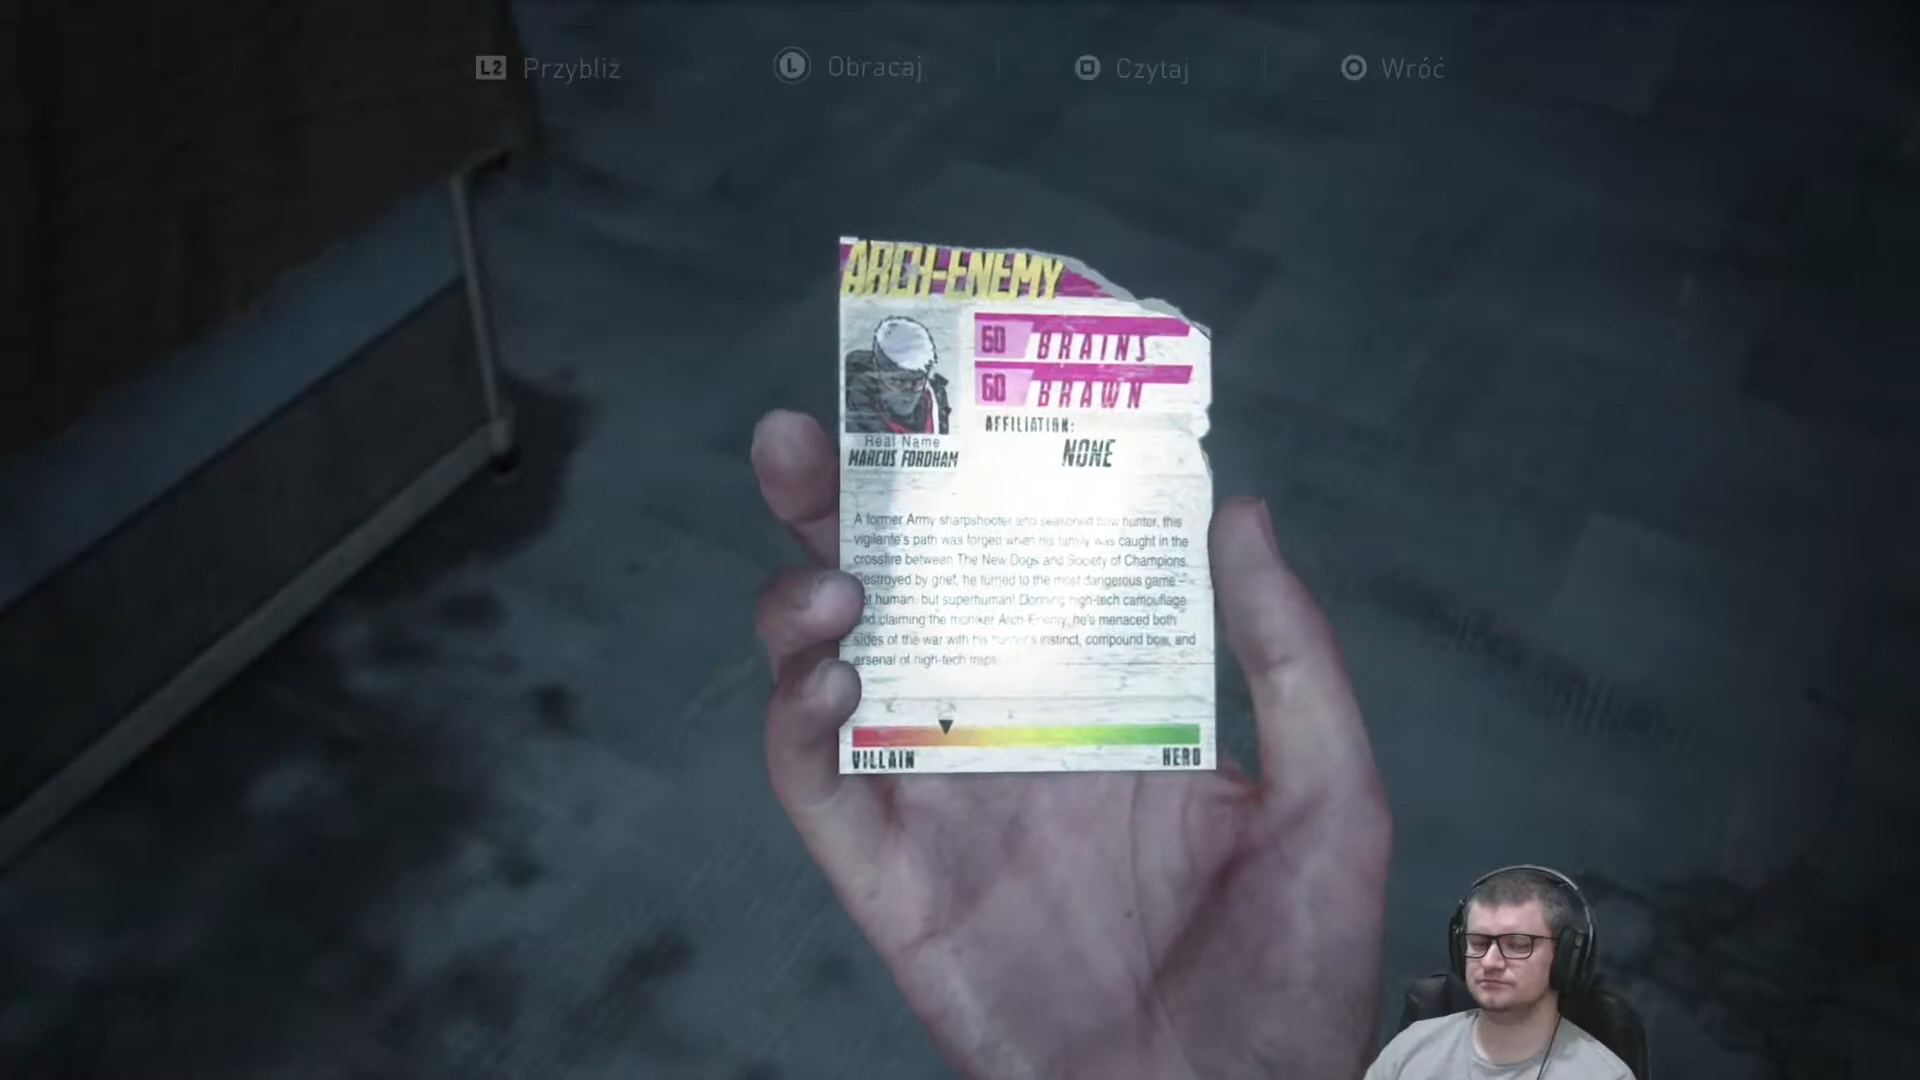 L2 Przybliż L Obracaj Czytaj Wróć
ARCH-ENEMY
60 BRAINS
60 BRAWN
AFFILIATION:
NONE
Real Name
MARCUS FORDHAM
A former Army sharpshooter and seasoned bow hunter, this
vigilante's path was forged when his family was caught in the
crossfire between The New Dogs and Society of Champions.
Destroyed by grief, he turned to the most dangerous game –
human, but superhuman! Donning high-tech camouflage
and claiming the moniker Arch-Enemy, he's menaced both
sides of the war with his hunter's instinct, compound bow, and
arsenal of high-tech traps.
VILLAIN HERO